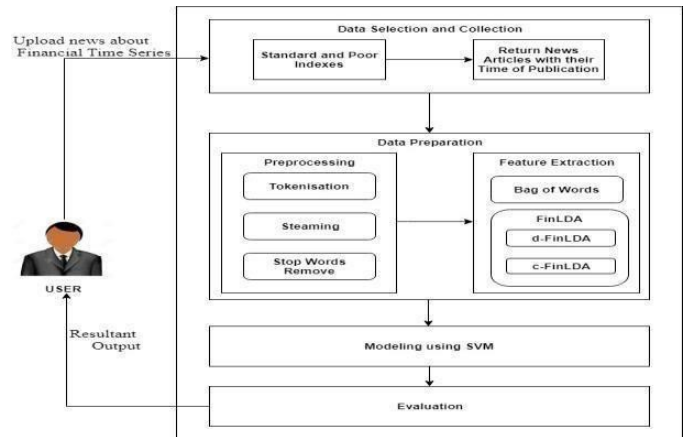 Upload news about
Financial Time Series
Data Selection and Collection
Standard and Poor
Indexes
Return News
Articles with their
Time of Publication
Data Preparation
Preprocessing
Tokenisation
Steaming
Stop Words
Remove
Feature Extraction
Bag of Words
FinLDA
d-FinLDA
c-FinLDA
USER
Resultant
Output
Modeling using SVM
Evaluation